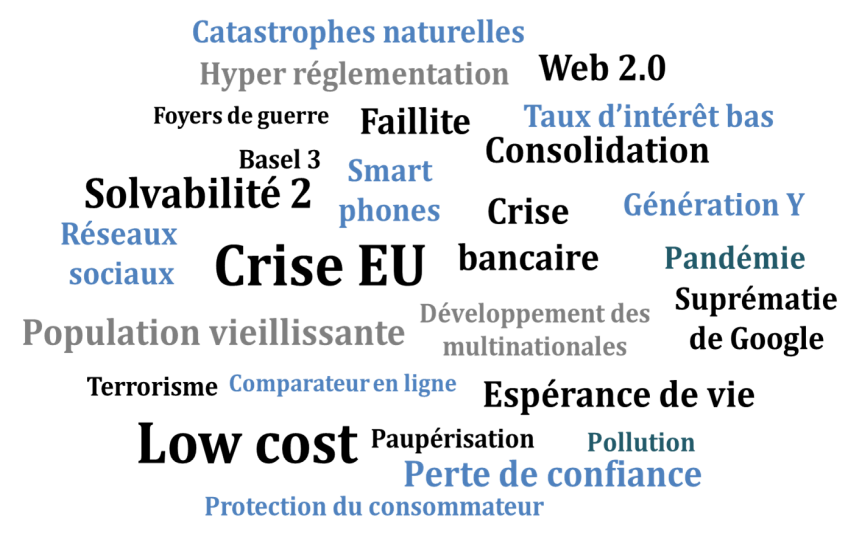 Catastrophes naturelles
Hyper réglementation
Web 2.0
Foyers de guerre
Faillite
Taux d’intérêt bas
Basel 3
Smart
phones
Consolidation
Solvabilité 2
Crise
bancaire
Génération Y
Réseaux
sociaux
Crise EU
Pandémie
Suprématie
de Google
Population vieillissante
Développement des
multinationales
Terrorisme
Comparateur en ligne
Espérance de vie
Low cost
Paupérisation
Pollution
Perte de confiance
Protection du consommateur